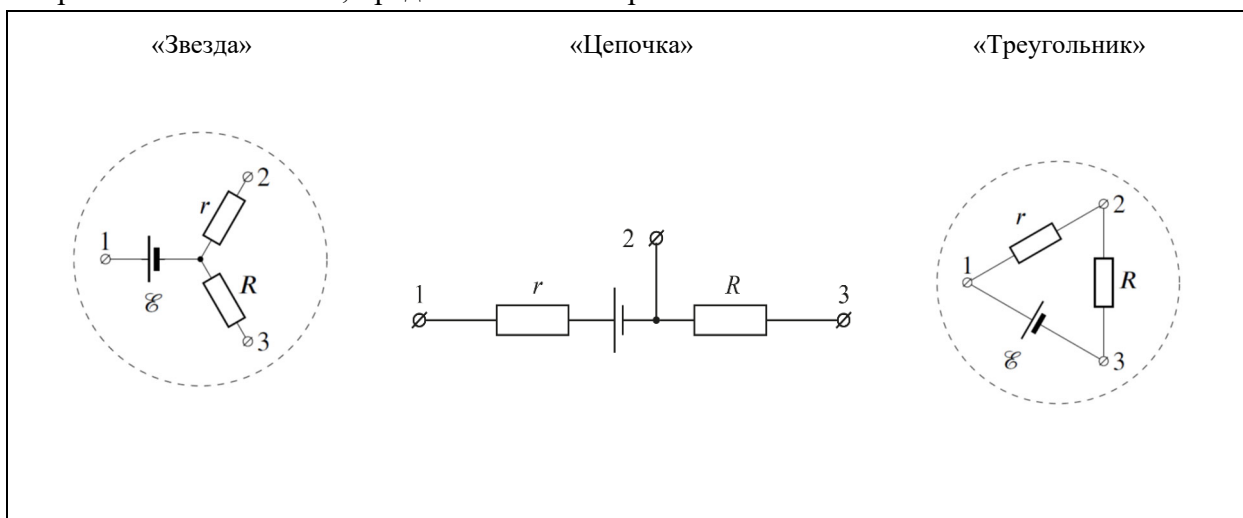 «Звезда» «Цепочка» «Треугольник»
1 2 3 r R ℰ
1 2 3 r R
1 2 3 r R ℰ